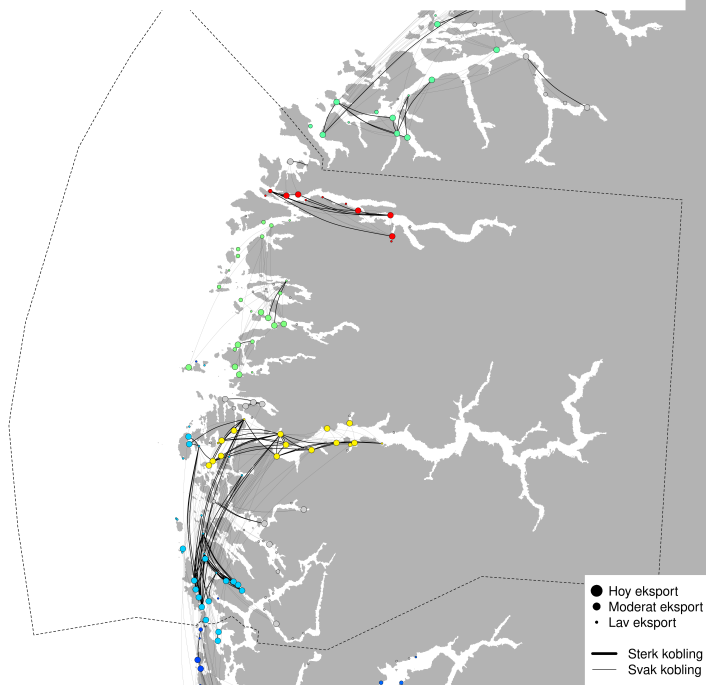 Hoy eksport
Moderat eksport
Lav eksport
Sterk kobling
Svak kobling